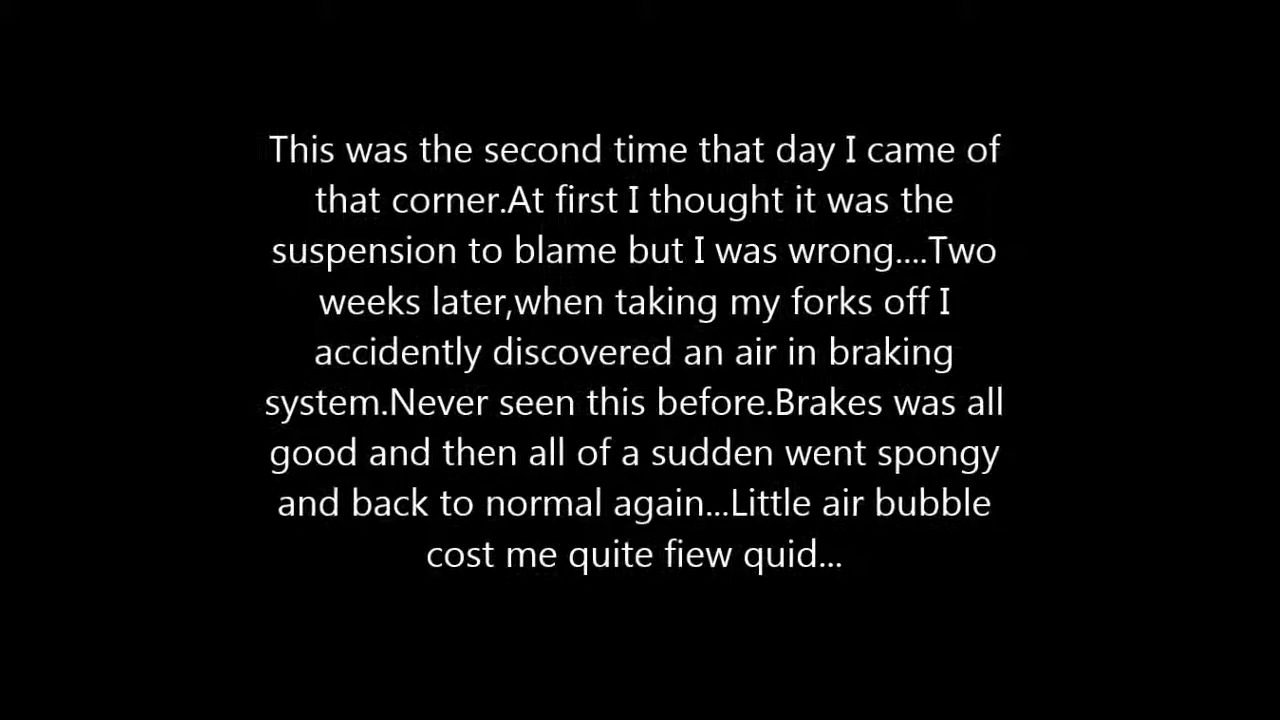 This was the second time that day I came of
that corner.At first I thought it was the
suspension to blame but I was wrong....Two
weeks later,when taking my forks off I
accidently discovered an air in braking
system.Never seen this before.Brakes was all
good and then all of a sudden went spongy
and back to normal again...Little air bubble
cost me quite fiew quid...